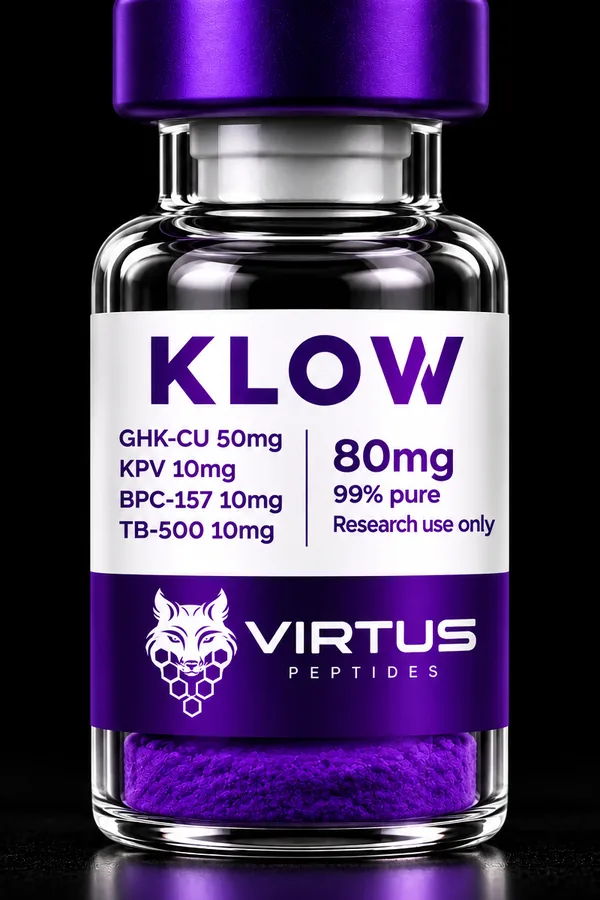 KLOW
GHK-CU 50mg
KPV 10mg
BPC-157 10mg
TB-500 10mg
80mg
99% pure
Research use only
VIRTUS
PEPTIDES